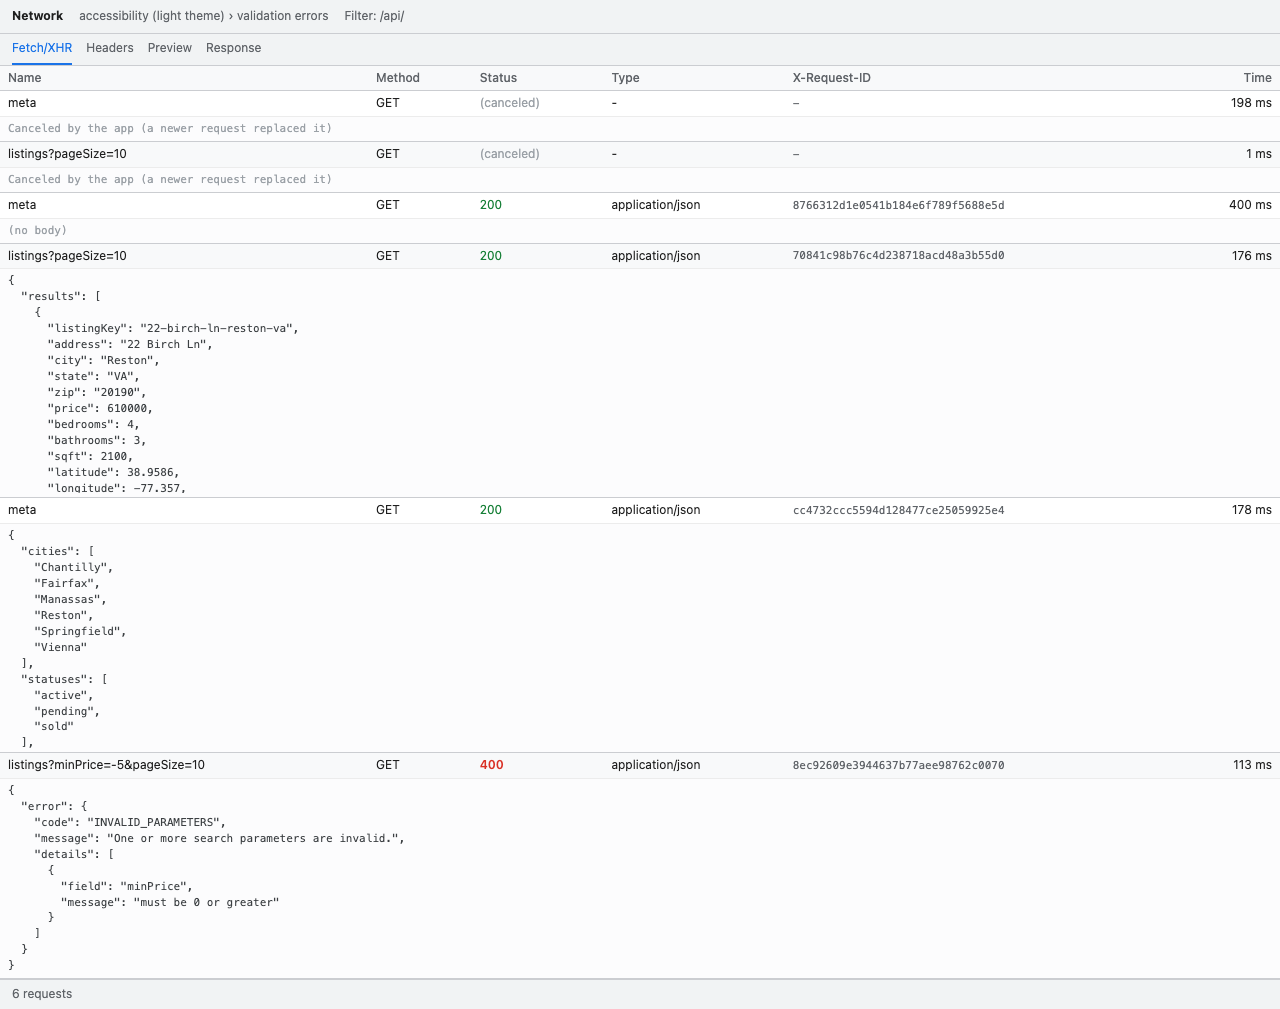 Network accessibility (light theme) › validation errors Filter: /api/
Fetch/XHR Headers Preview Response
Name Method Status Type X-Request-ID Time
meta GET (canceled) - – 198 ms
Canceled by the app (a newer request replaced it)
listings?pageSize=10 GET (canceled) - – 1 ms
Canceled by the app (a newer request replaced it)
meta GET 200 application/json 8766312d1e0541b184e6f789f5688e5d 400 ms
(no body)
listings?pageSize=10 GET 200 application/json 70841c98b76c4d238718acd48a3b55d0 176 ms
{
"results": [
{
"listingKey": "22-birch-ln-reston-va",
"address": "22 Birch Ln",
"city": "Reston",
"state": "VA",
"zip": "20190",
"price": 610000,
"bedrooms": 4,
"bathrooms": 3,
"sqft": 2100,
"latitude": 38.9586,
"longitude": -77.357,
meta GET 200 application/json cc4732ccc5594d128477ce25059925e4 178 ms
{
"cities": [
"Chantilly",
"Fairfax",
"Manassas",
"Reston",
"Springfield",
"Vienna"
],
"statuses": [
"active",
"pending",
"sold"
],
listings?minPrice=-5&pageSize=10 GET 400 application/json 8ec92609e3944637b77aee98762c0070 113 ms
{
"error": {
"code": "INVALID_PARAMETERS",
"message": "One or more search parameters are invalid.",
"details": [
{
"field": "minPrice",
"message": "must be 0 or greater"
}
]
}
}
6 requests